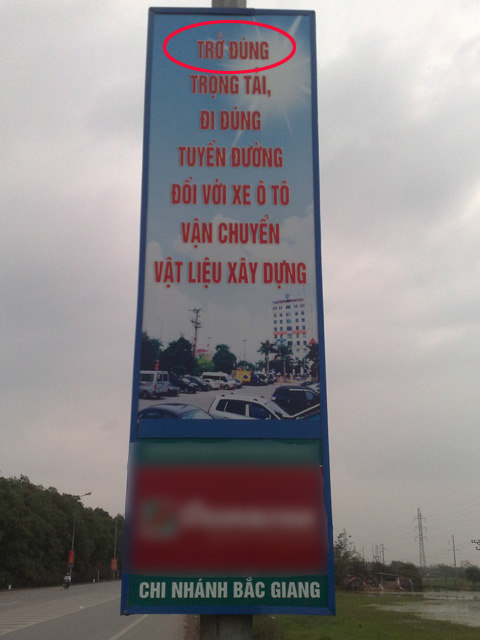 TRỞ ĐÚNG
TRỌNG TẢI,
ĐI ĐÚNG
TUYẾN ĐƯỜNG
ĐỐI VỚI XE Ô TÔ
VẬN CHUYỂN
VẬT LIỆU XÂY DỰNG
CHI NHÁNH BẮC GIANG